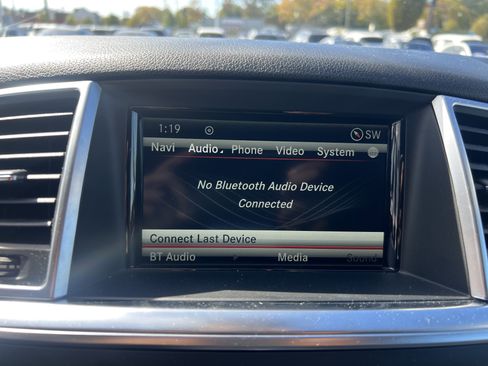 1:19 SW
Navi Audio Phone Video System
No Bluetooth Audio Device
Connected
Connect Last Device
BT Audio Media Sound